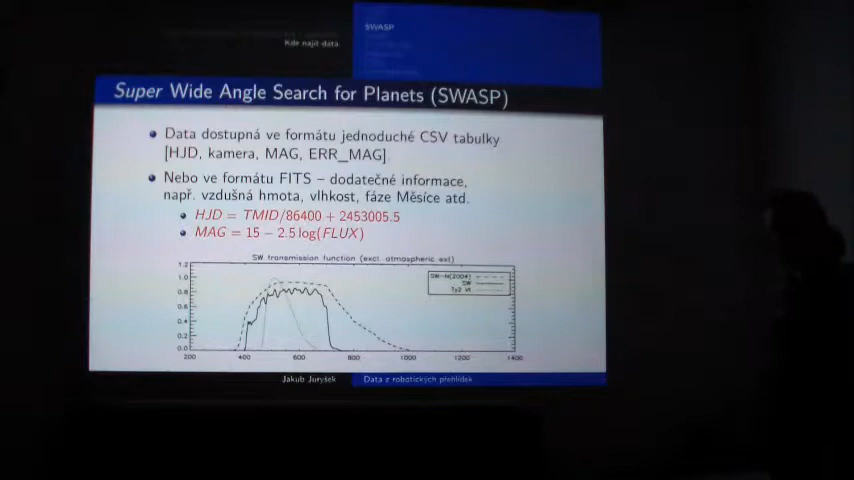 SWASP
Kde najít data
Super Wide Angle Search for Planets (SWASP)
Data dostupná ve formátu jednoduché CSV tabulky
[HJD, kamera, MAG, ERR_MAG].
Nebo ve formátu FITS – dodatečné informace,
např. vzdušná hmota, vlhkost, fáze Měsíce atd.
HJD = TMID/86400 + 2453005.5
MAG = 15 − 2.5 log(FLUX)
SW transmission function (excl. atmospheric ext)
SW-N(2004)
SW
Ty2 Vt
1.2
1.0
0.8
0.6
0.4
0.2
0.0
200 400 600 800 1000 1200 1400
Jakub Juryšek Data z robotických přehlídek